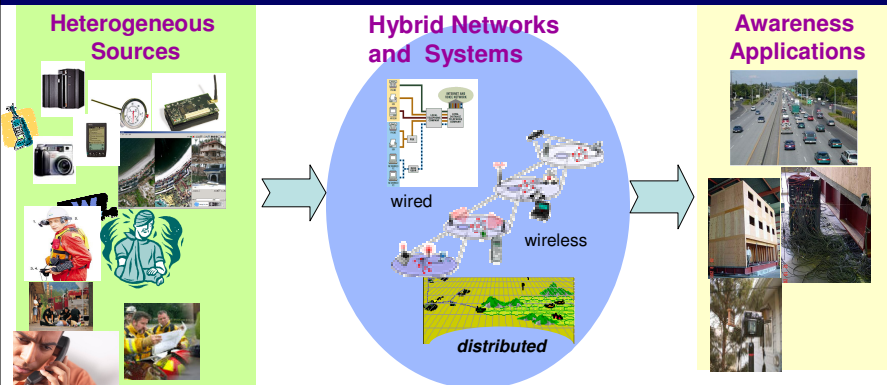 Heterogeneous
Sources
Hybrid Networks
and Systems
wired
wireless
distributed
Awareness
Applications